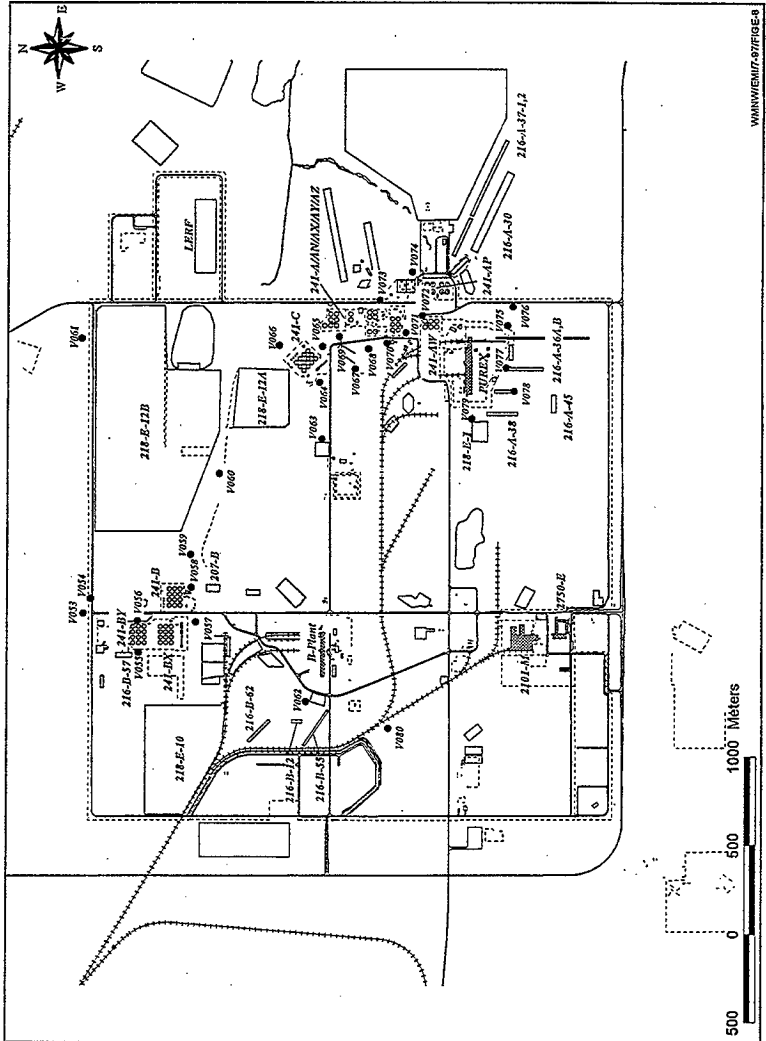 N
E
S
W
WMNW/EMI/7-97/FIGE-8
V061
LERF
218-E-12B
218-E-12A
V060
V059
V058
207-B
V054
V053
241-B
V056
241-BY
V057
V055
241-BX
216-B-57
218-E-10
216-B-62
V062
216-B-12
216-B-55
B-Plant
V080
V066
241-C
V065
V064
V063
V069
V067
V068
V070
V071
241-A/AN/AX/AY/AZ
V073
V074
V072
241-AP
216-A-37-1,2
216-A-30
241-AW
PUREX
V075
V076
V077
V078
V079
218-E-1
216-A-36A,B
216-A-38
216-A-45
2750-E
2101-M
500
0
500
1000 Meters